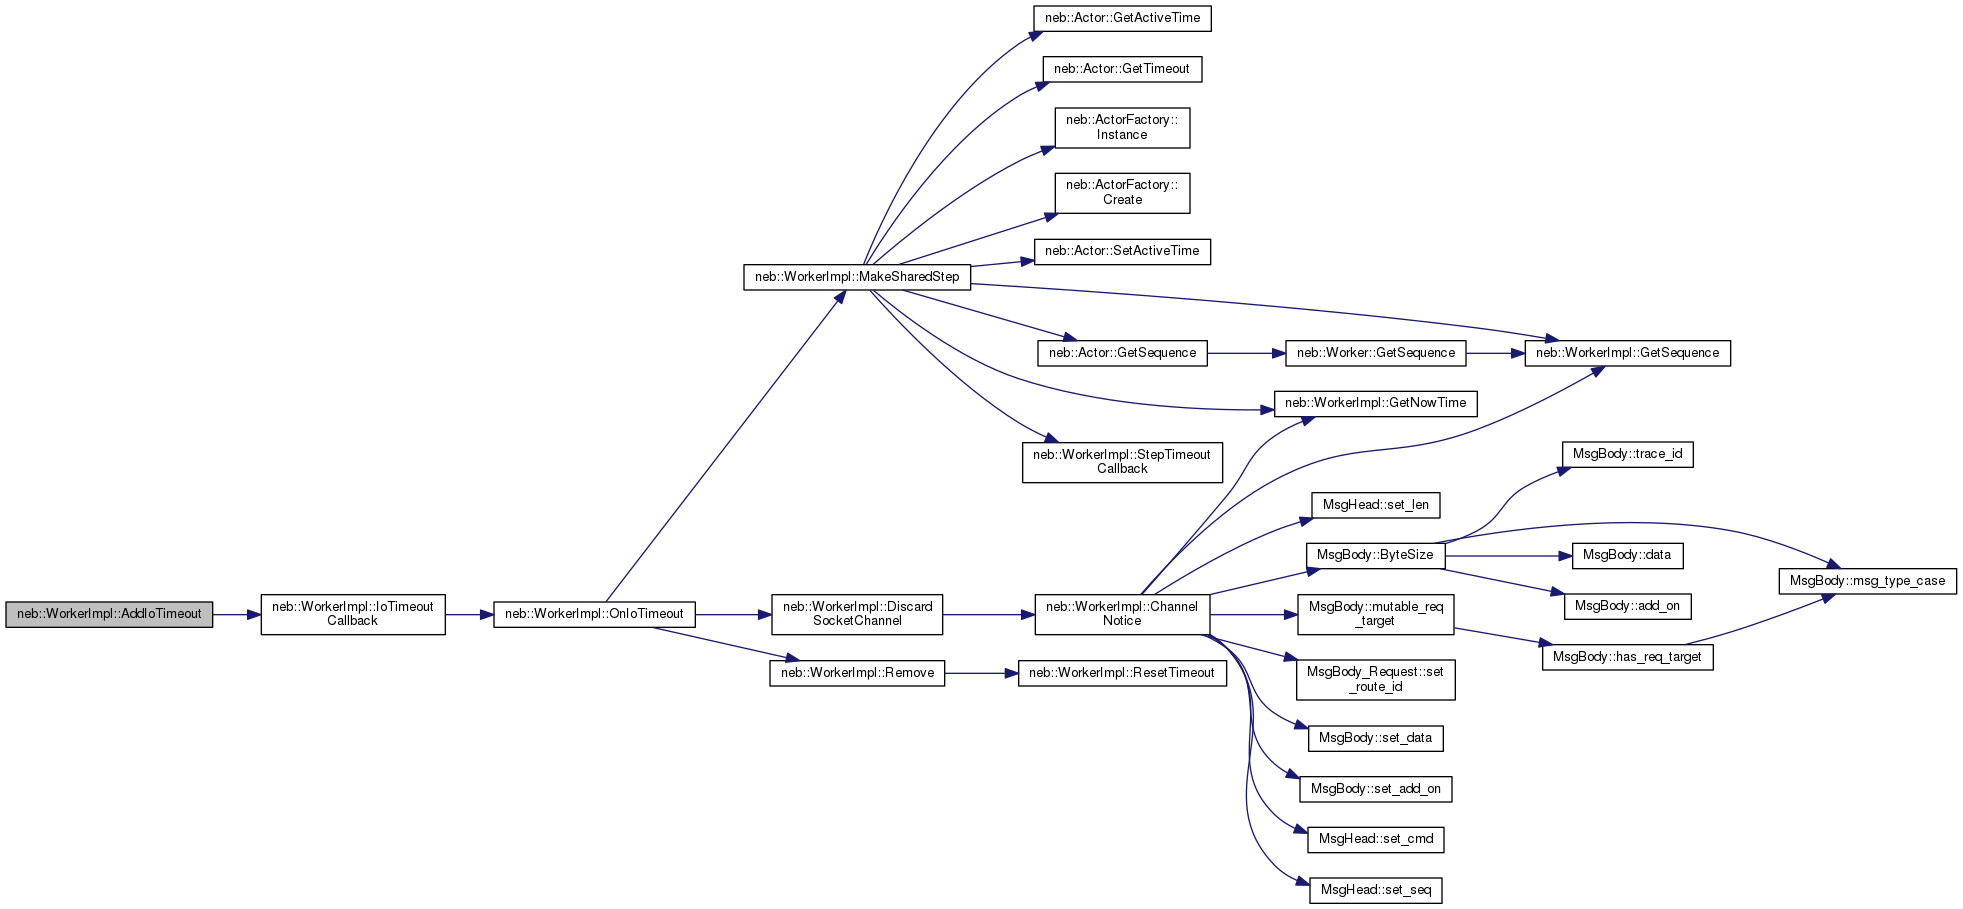 neb::Actor::GetActiveTime
neb::Actor::GetTimeout
neb::ActorFactory::
Instance
neb::ActorFactory::
Create
neb::Actor::SetActiveTime
neb::WorkerImpl::MakeSharedStep
neb::Actor::GetSequence
neb::Worker::GetSequence
neb::WorkerImpl::GetSequence
neb::WorkerImpl::GetNowTime
neb::WorkerImpl::StepTimeout
Callback
MsgBody::trace_id
MsgHead::set_len
MsgBody::ByteSize
MsgBody::data
MsgBody::msg_type_case
MsgBody::add_on
neb::WorkerImpl::AddIoTimeout
neb::WorkerImpl::IoTimeout
Callback
neb::WorkerImpl::OnIoTimeout
neb::WorkerImpl::Discard
SocketChannel
neb::WorkerImpl::Channel
Notice
MsgBody::mutable_req
_target
MsgBody::has_req_target
neb::WorkerImpl::Remove
neb::WorkerImpl::ResetTimeout
MsgBody_Request::set
_route_id
MsgBody::set_data
MsgBody::set_add_on
MsgHead::set_cmd
MsgHead::set_seq